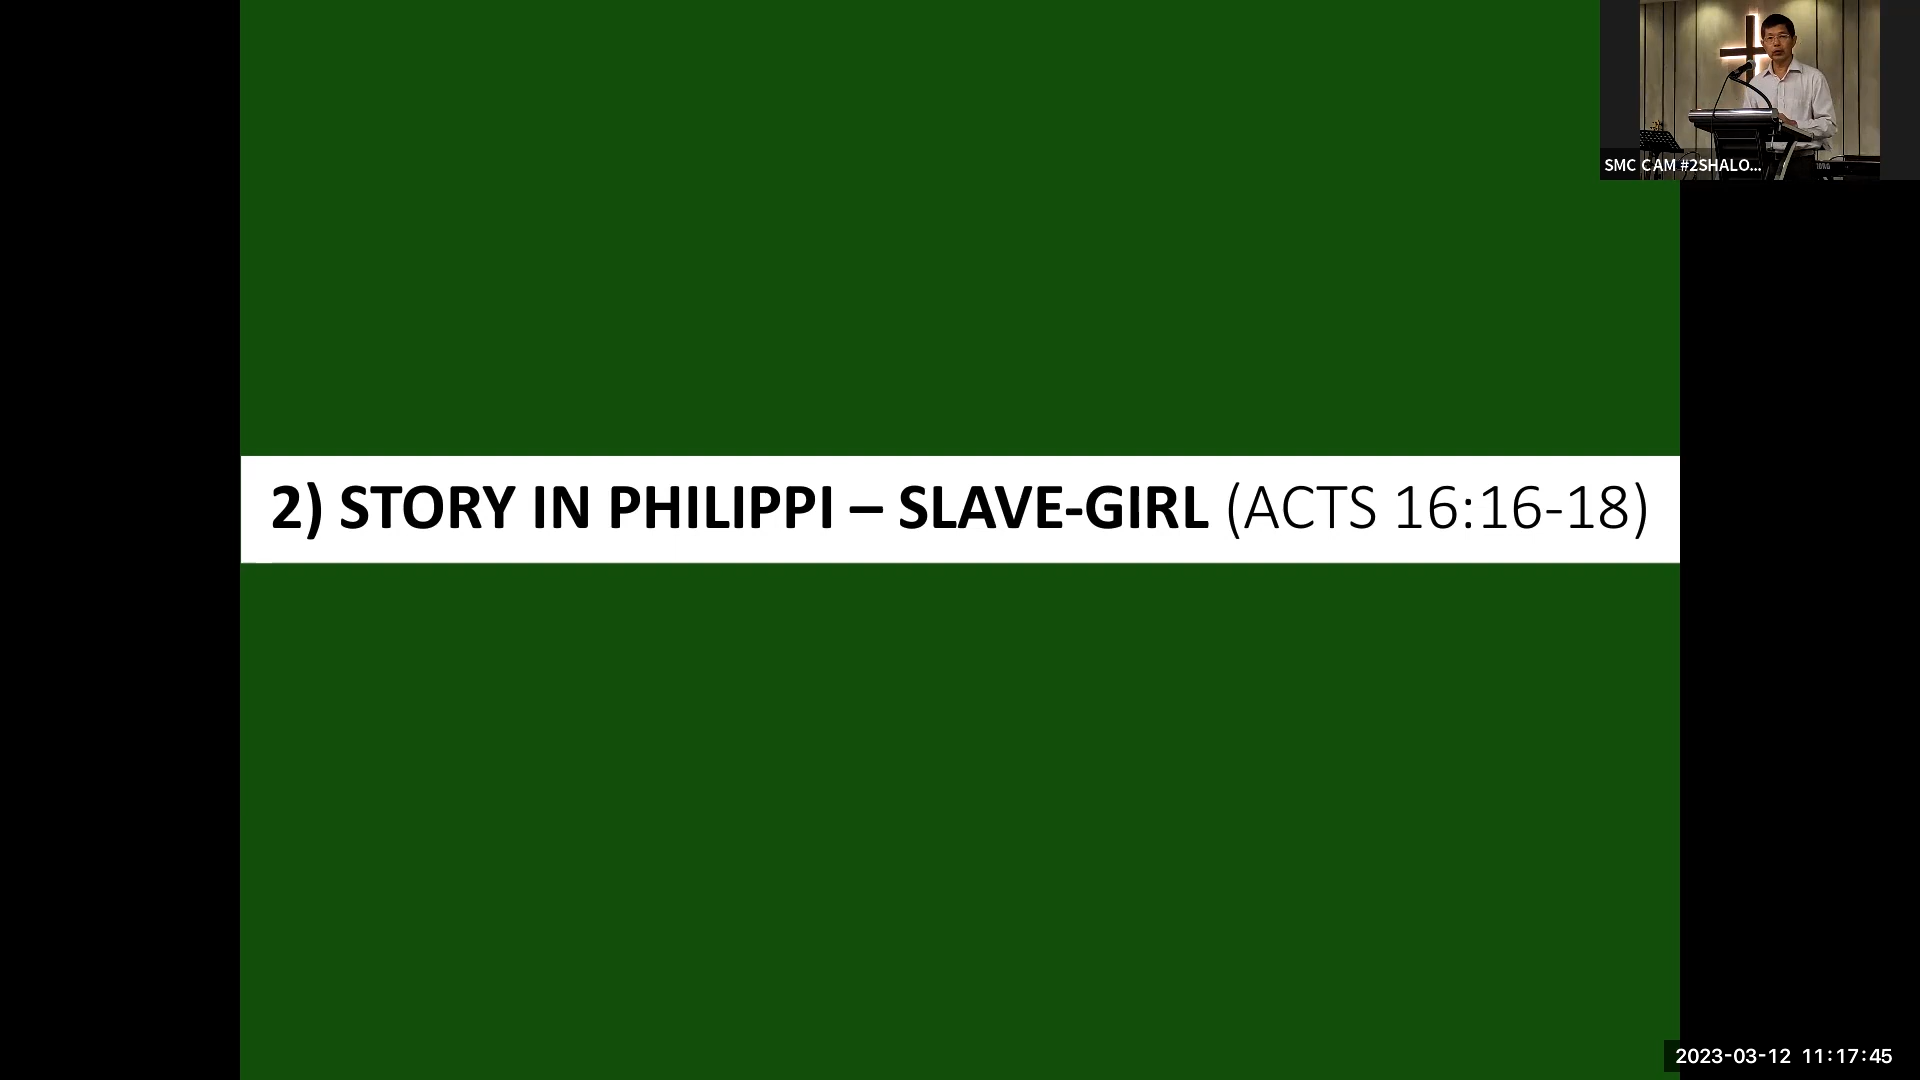 SMC CAM #2SHALO...
2) STORY IN PHILIPPI – SLAVE-GIRL (ACTS 16:16-18)
2023-03-12 11:17:45